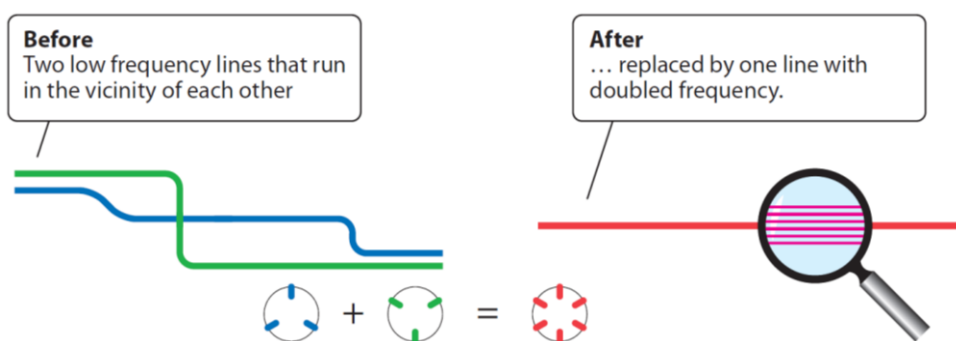 Before
Two low frequency lines that run
in the vicinity of each other
After
… replaced by one line with
doubled frequency.
+ =